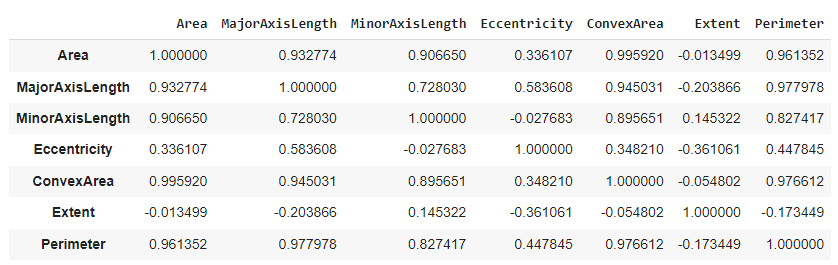 Area MajorAxisLength MinorAxisLength Eccentricity ConvexArea Extent Perimeter
Area 1.000000 0.932774 0.906650 0.336107 0.995920 -0.013499 0.961352
MajorAxisLength 0.932774 1.000000 0.728030 0.583608 0.945031 -0.203866 0.977978
MinorAxisLength 0.906650 0.728030 1.000000 -0.027683 0.895651 0.145322 0.827417
Eccentricity 0.336107 0.583608 -0.027683 1.000000 0.348210 -0.361061 0.447845
ConvexArea 0.995920 0.945031 0.895651 0.348210 1.000000 -0.054802 0.976612
Extent -0.013499 -0.203866 0.145322 -0.361061 -0.054802 1.000000 -0.173449
Perimeter 0.961352 0.977978 0.827417 0.447845 0.976612 -0.173449 1.000000